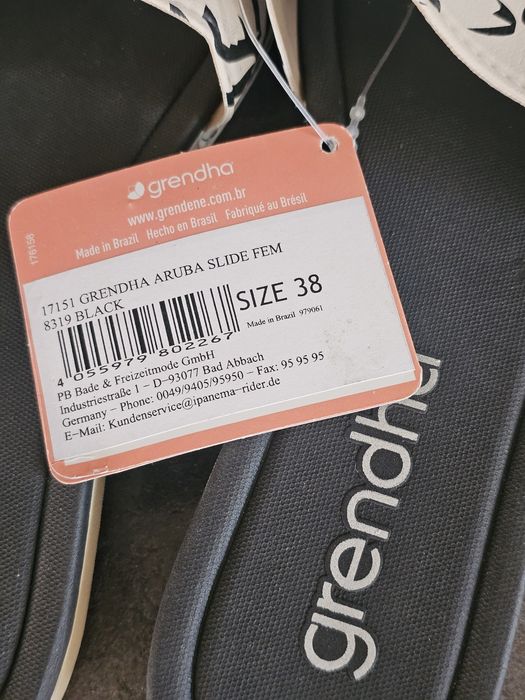 grendha
www.grendene.com.br
Made in Brazil Hecho en Brasil Fabriqué au Brésil
176156
17151 GRENDHA ARUBA SLIDE FEM
8319 BLACK
SIZE 38
4 055979 802267
Made in Brazil 979061
PB Bade & Freizeitmode GmbH
Industriestraße 1 - D-93077 Bad Abbach
Germany - Phone: 0049/9405/95950 - Fax: 95 95 95
E-Mail: Kundenservice@ipanema-rider.de
grendha